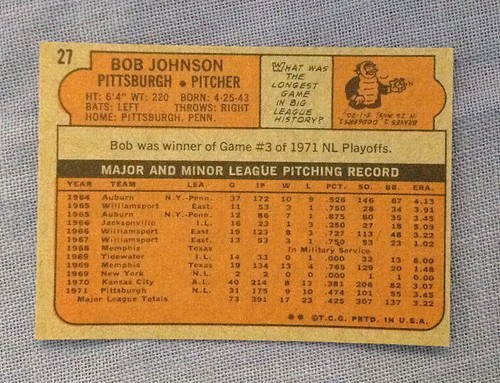 27
BOB JOHNSON
PITTSBURGH • PITCHER
HT: 6'4" WT: 220 BORN: 4-25-43
BATS: LEFT THROWS: RIGHT
HOME: PITTSBURGH, PENN.
WHAT WAS
THE
LONGEST
GAME
IN BIG
LEAGUE
HISTORY?
Bob was winner of Game #3 of 1971 NL Playoffs.
MAJOR AND MINOR LEAGUE PITCHING RECORD
YEAR TEAM LEA G IP W L PCT. SO. BB. ERA.
1964 Auburn N.Y.-Penn. 37 172 10 9 .526 146 67 4.13
1965 Williamsport East. 11 53 3 1 .750 28 34 3.91
1965 Auburn N.Y.-Penn. 12 86 7 1 .875 80 35 3.45
1966 Jacksonville I.L. 16 23 1 3 .250 27 18 5.09
1966 Williamsport East. 19 123 8 3 .727 113 48 3.22
1967 Williamsport East. 13 53 3 1 .750 53 23 1.02
1968 Memphis Texas In Military Service
1969 Tidewater I.L. 14 33 0 1 .000 32 13 6.00
1969 Memphis Texas 19 134 13 4 .765 129 20 1.48
1969 New York N.L. 2 2 0 0 .000 1 1 0.00
1970 Kansas City A.L. 40 214 8 13 .381 206 82 3.07
1971 Pittsburgh N.L. 31 175 9 10 .474 101 55 3.45
Major League Totals 73 391 17 23 .425 307 137 3.22
** ©T.C.G. PRTD. IN U.S.A.